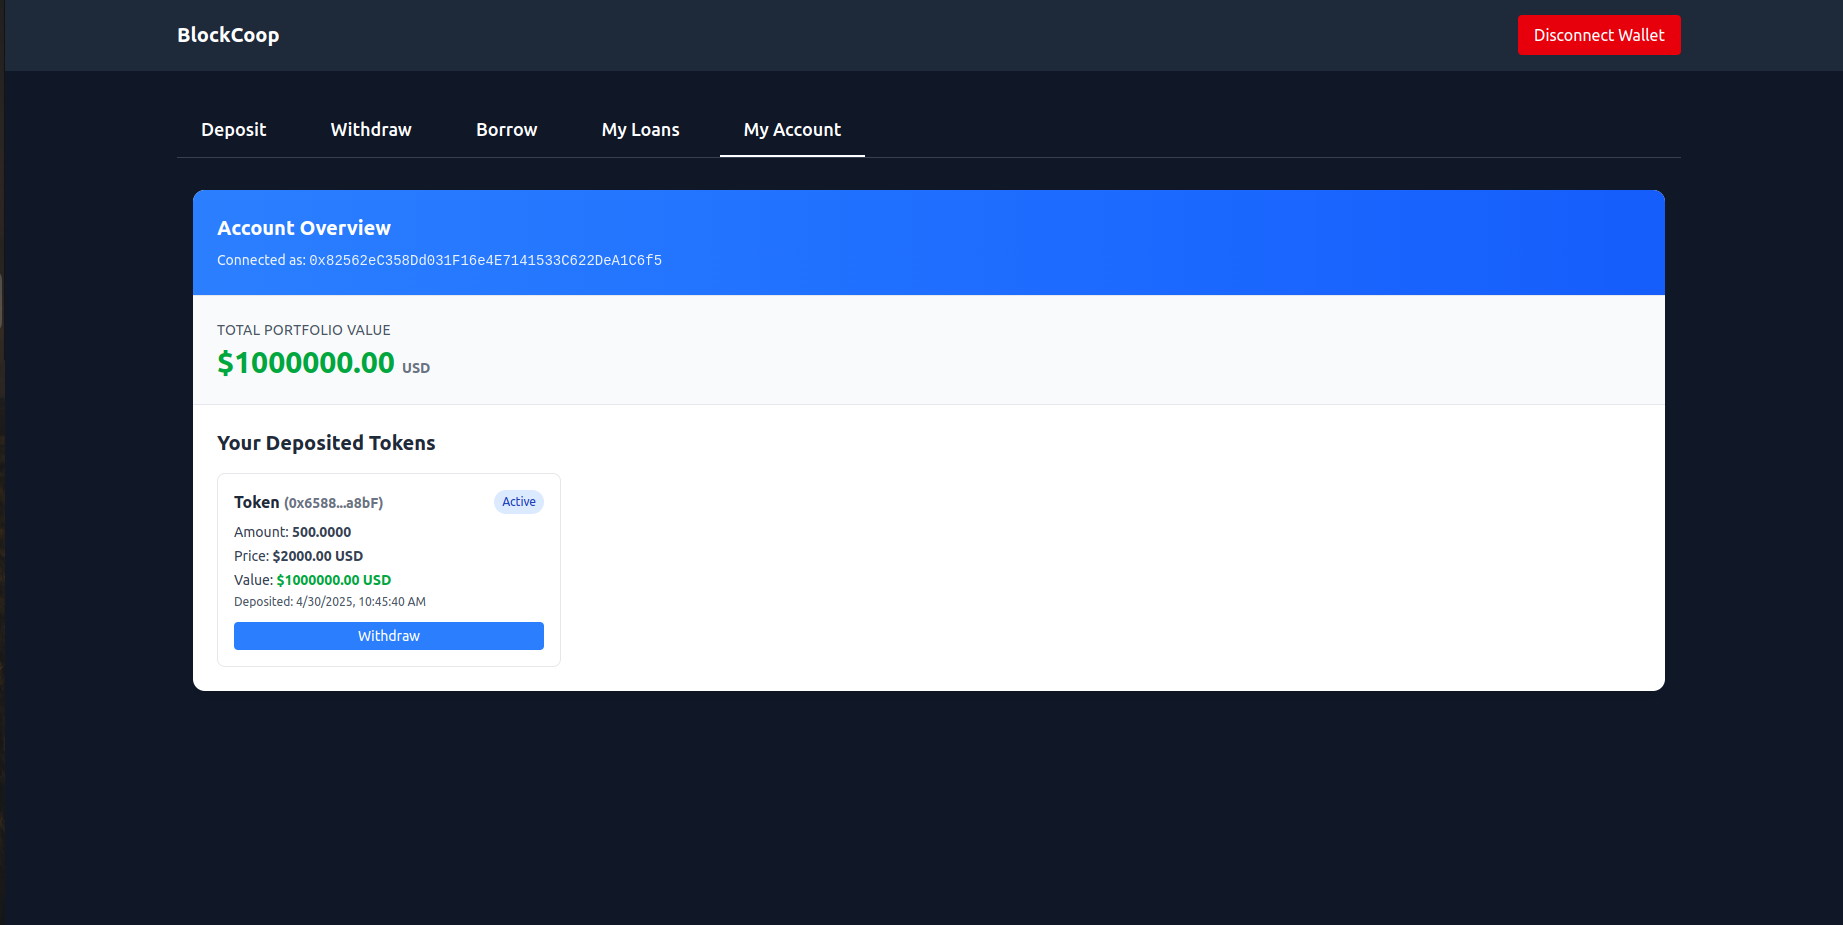 BlockCoop
Disconnect Wallet
Deposit Withdraw Borrow My Loans My Account
Account Overview
Connected as: 0x82562eC358Dd031F16e4E7141533C622DeA1C6f5
TOTAL PORTFOLIO VALUE
$1000000.00 USD
Your Deposited Tokens
Token (0x6588...a8bF) Active
Amount: 500.0000
Price: $2000.00 USD
Value: $1000000.00 USD
Deposited: 4/30/2025, 10:45:40 AM
Withdraw